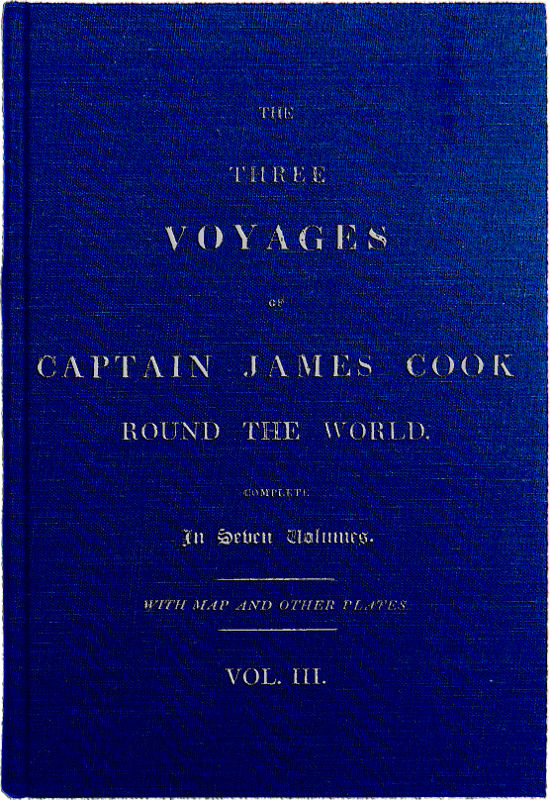 THE
THREE
VOYAGES
OF
CAPTAIN JAMES COOK
ROUND THE WORLD.
COMPLETE
In Seven Volumes.
WITH MAP AND OTHER PLATES.
VOL. III.